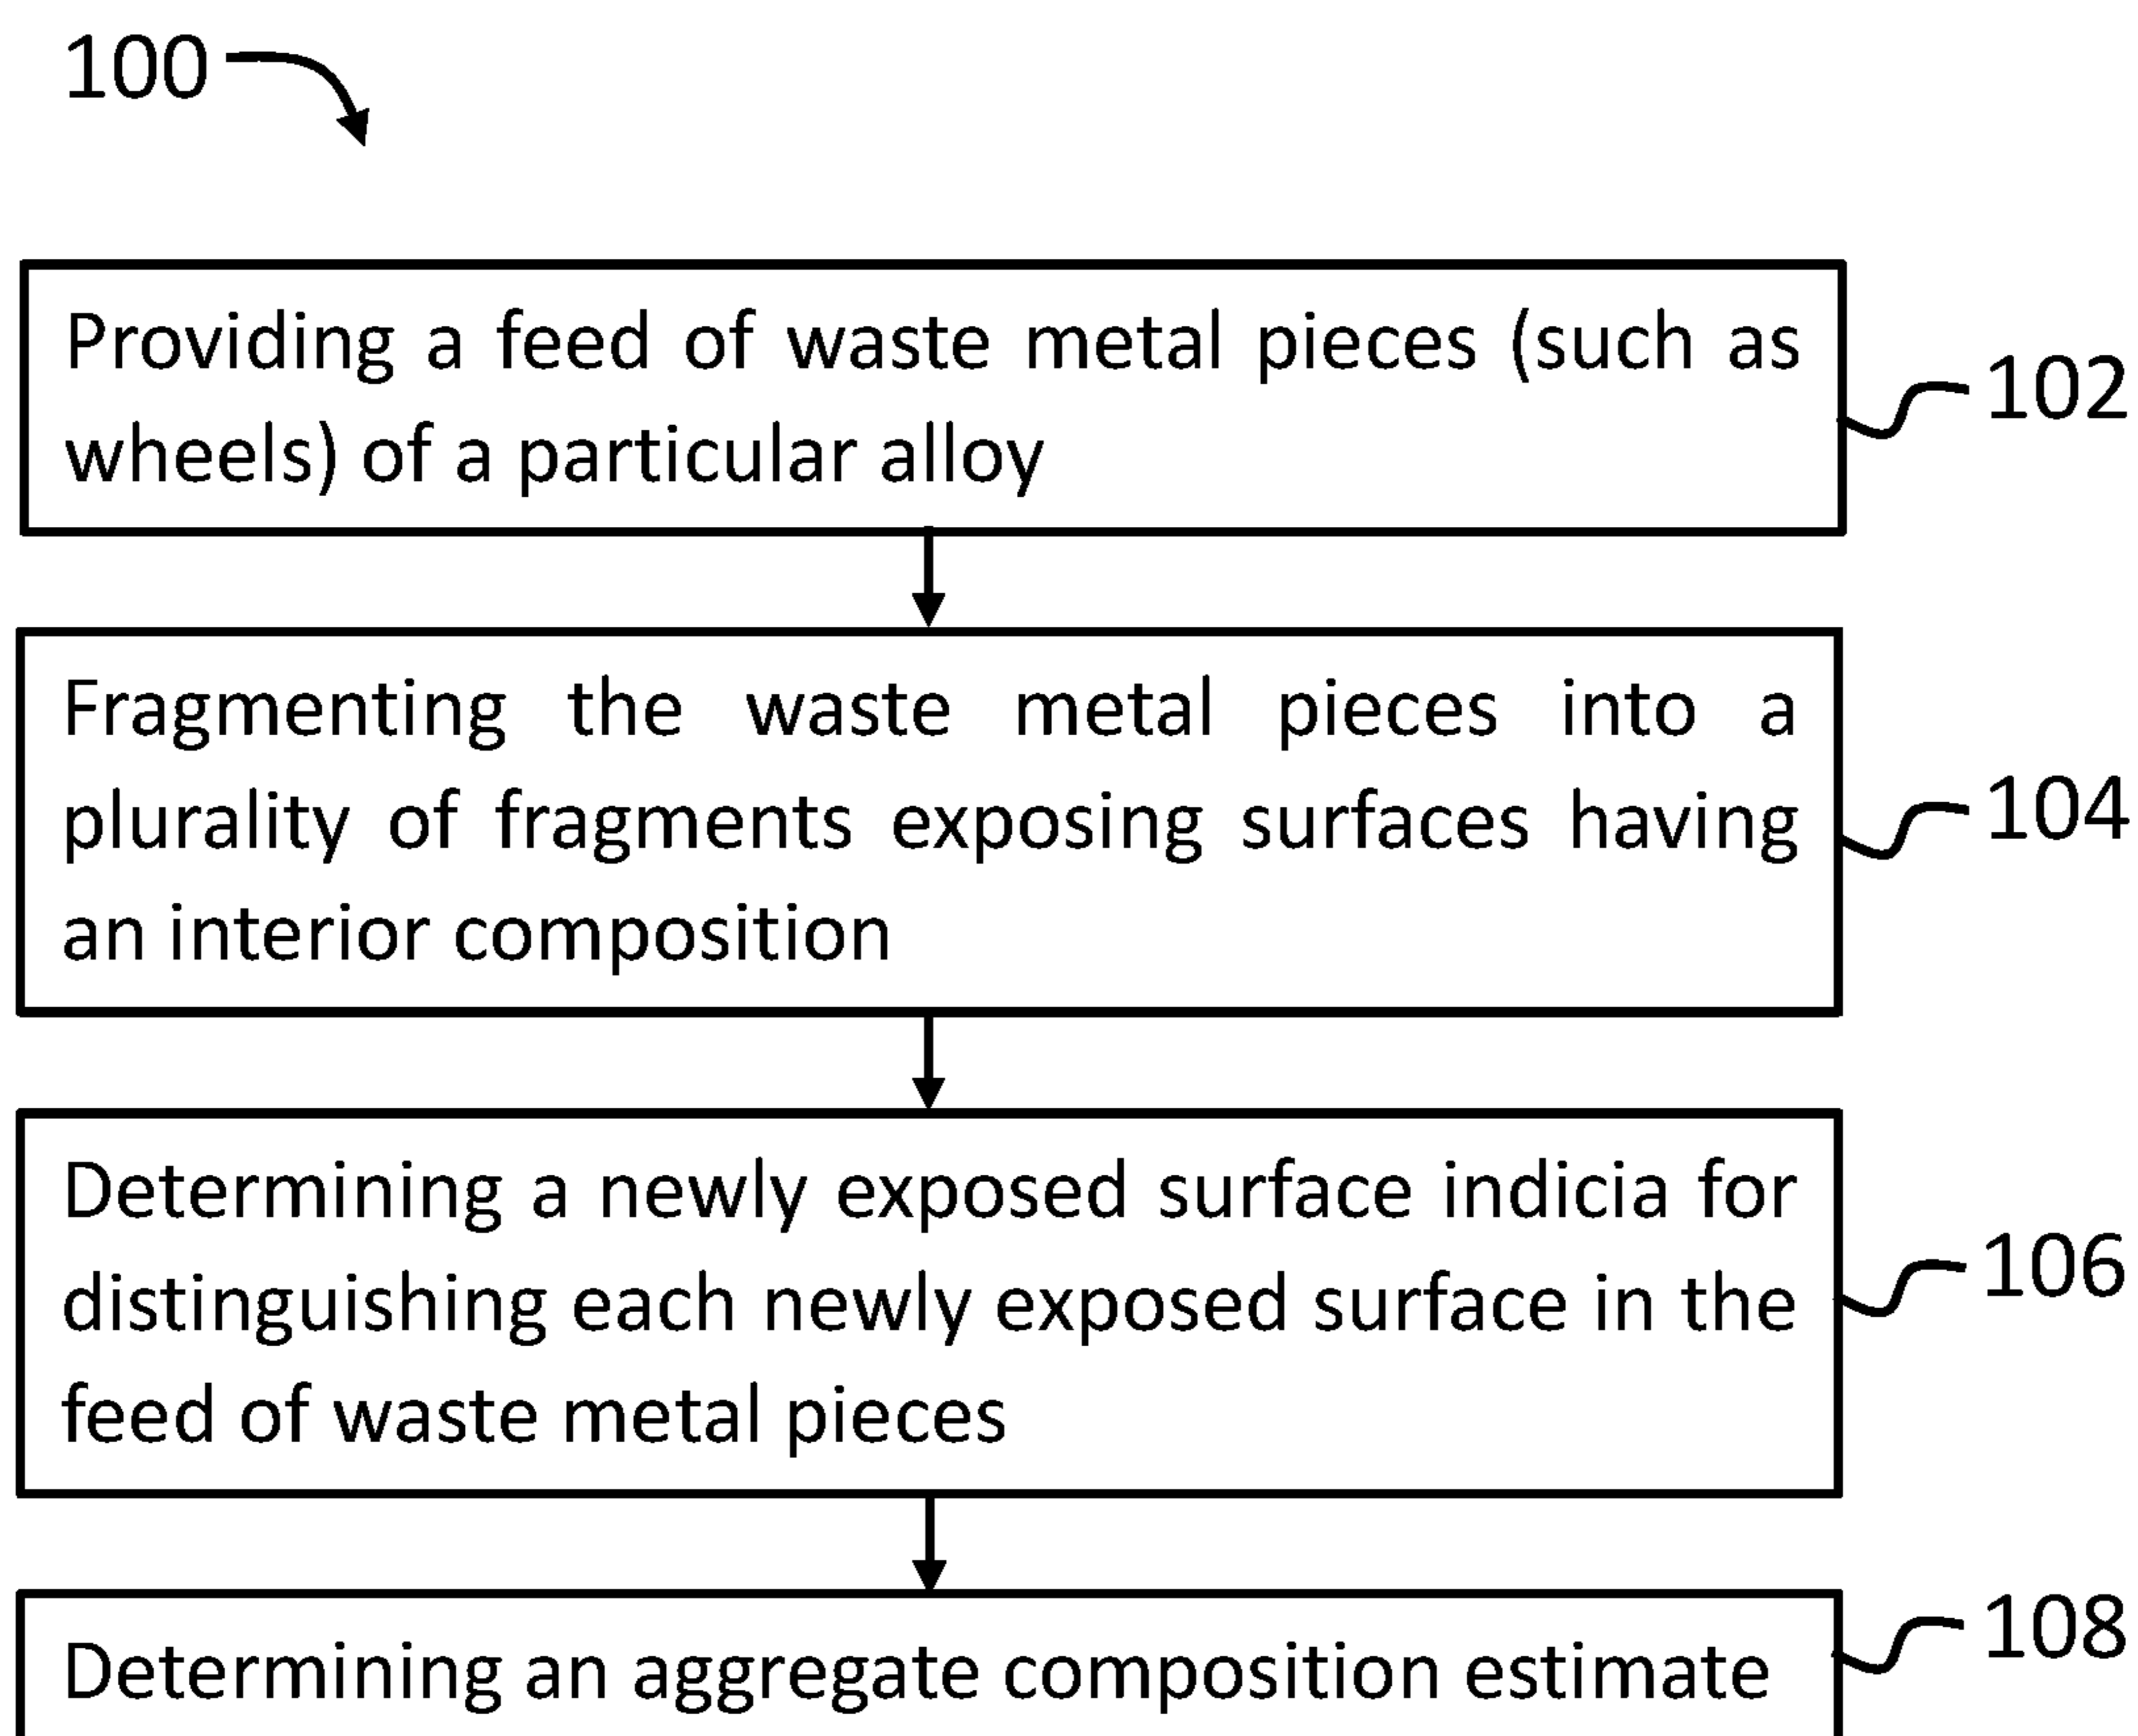 100
Providing a feed of waste metal pieces (such as
wheels) of a particular alloy
102
Fragmenting the waste metal pieces into a
plurality of fragments exposing surfaces having
an interior composition
104
Determining a newly exposed surface indicia for
distinguishing each newly exposed surface in the
feed of waste metal pieces
106
Determining an aggregate composition estimate
108